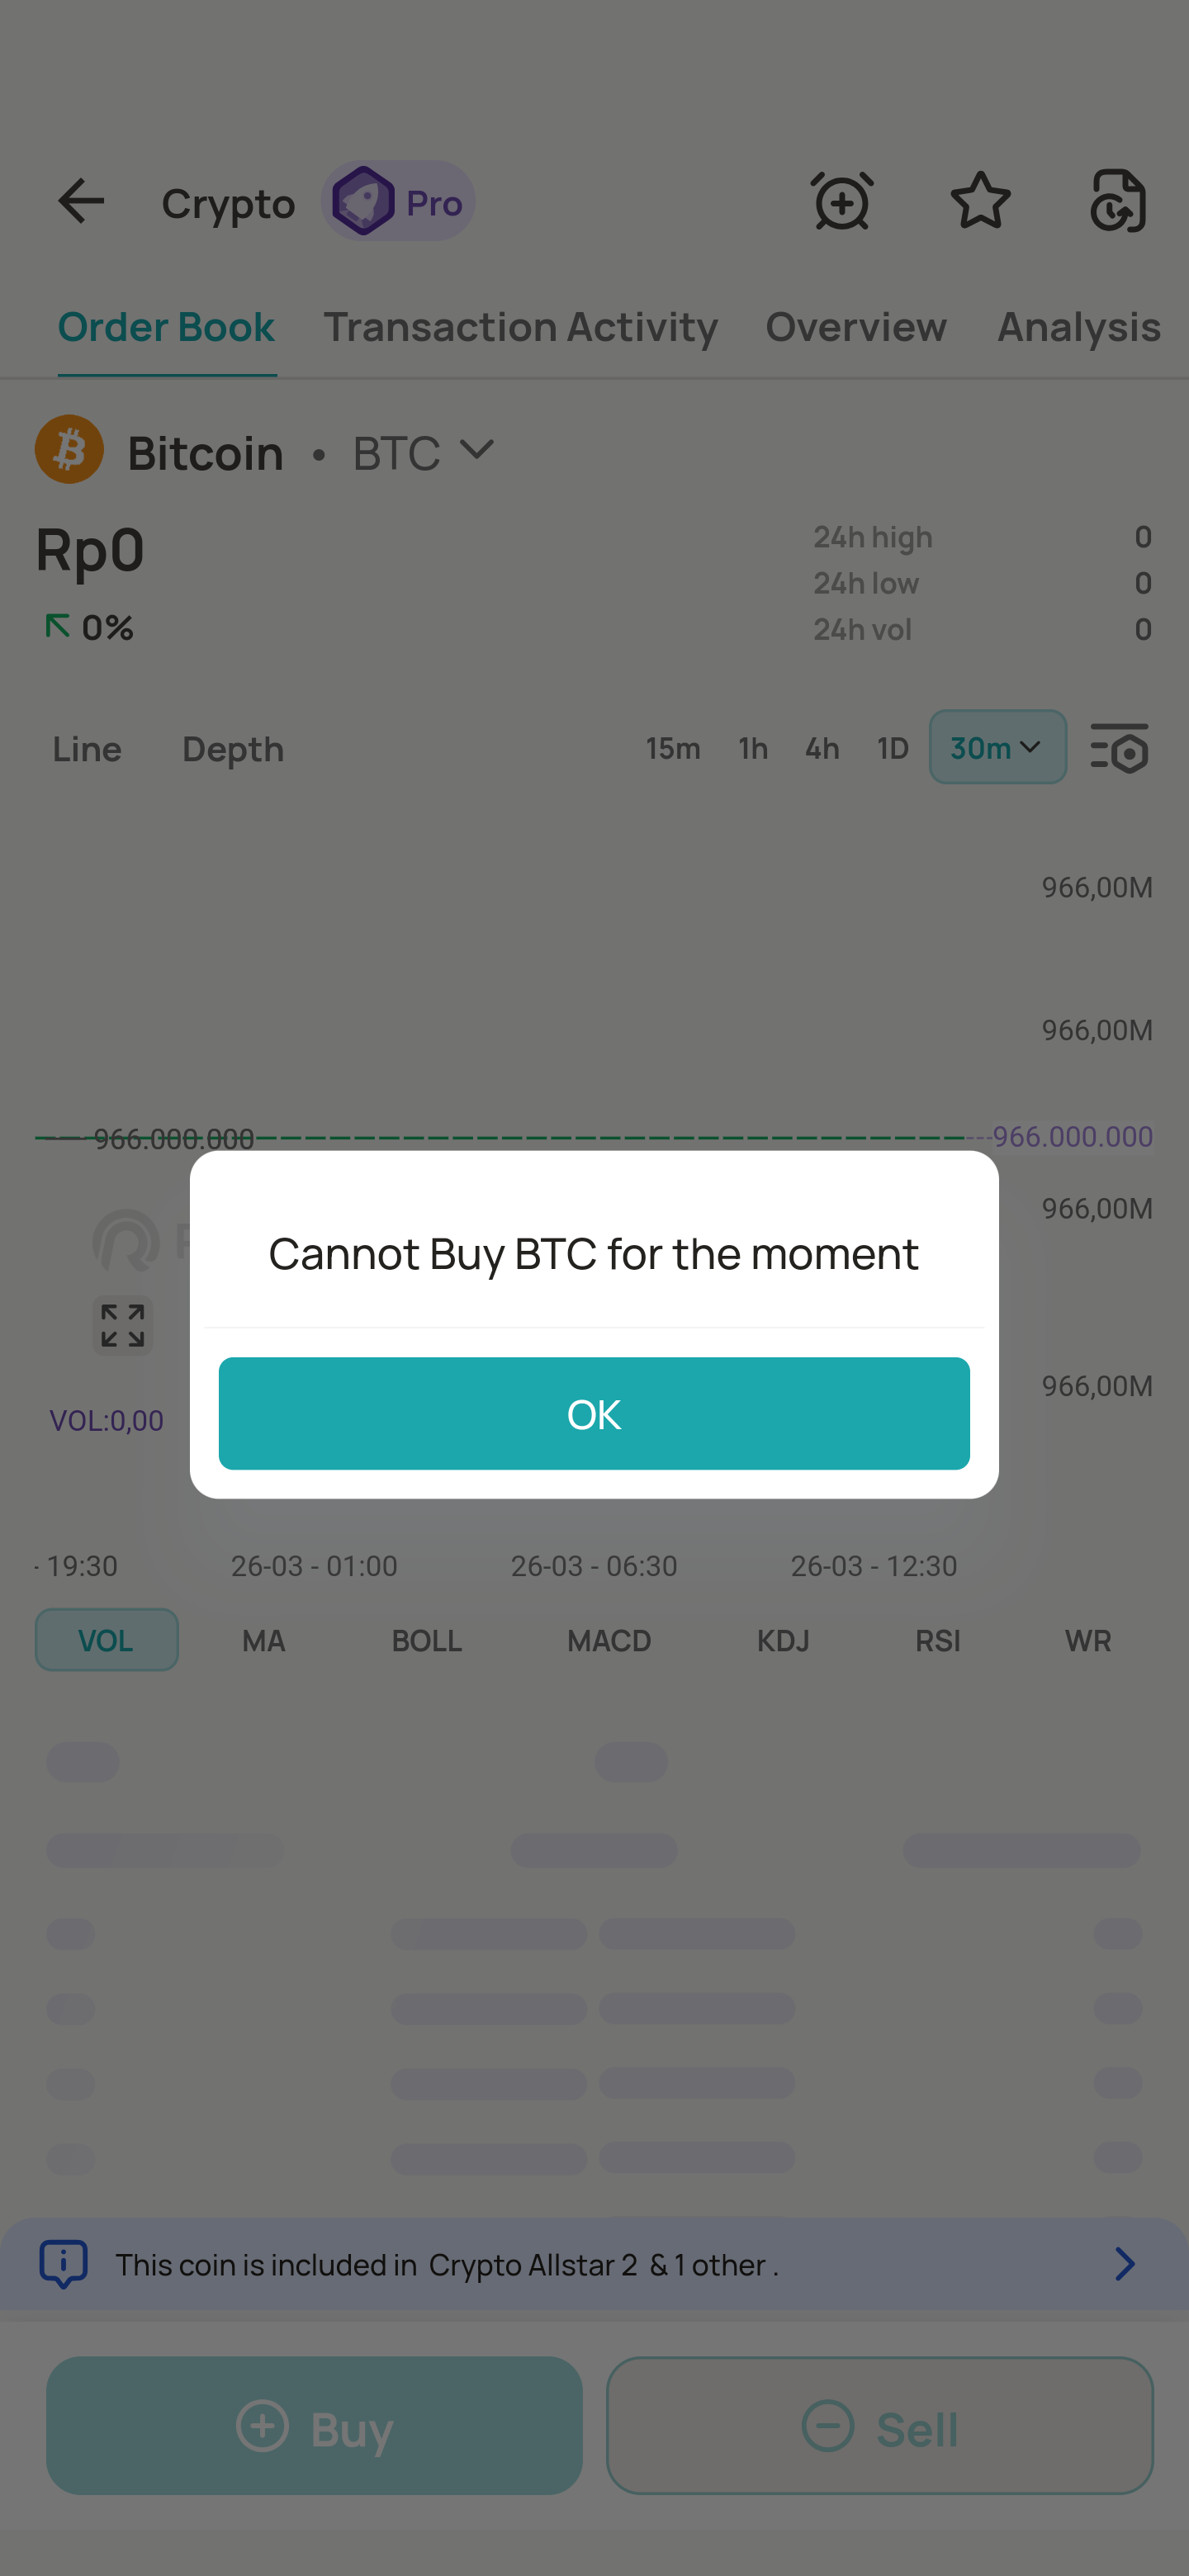 Crypto Pro
Order Book Transaction Activity Overview Analysis
Bitcoin • BTC
Rp0
24h high 0
24h low 0
0%
24h vol 0
Line Depth 15m 1h 4h 1D 30m
966,00M
966,00M
966.000.000 966.000.000
966,00M
Cannot Buy BTC for the moment
966,00M
OK
VOL:0,00
- 19:30 26-03 - 01:00 26-03 - 06:30 26-03 - 12:30
VOL MA BOLL MACD KDJ RSI WR
This coin is included in Crypto Allstar 2 & 1 other .
Buy Sell